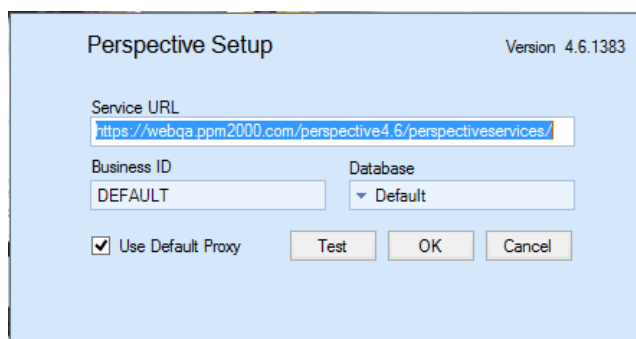 Perspective Setup
Version 4.6.1383
Service URL
https://webqa.ppm2000.com/perspective4.6/perspectiveservices/
Business ID
Database
DEFAULT
Default
Use Default Proxy
Test
OK
Cancel